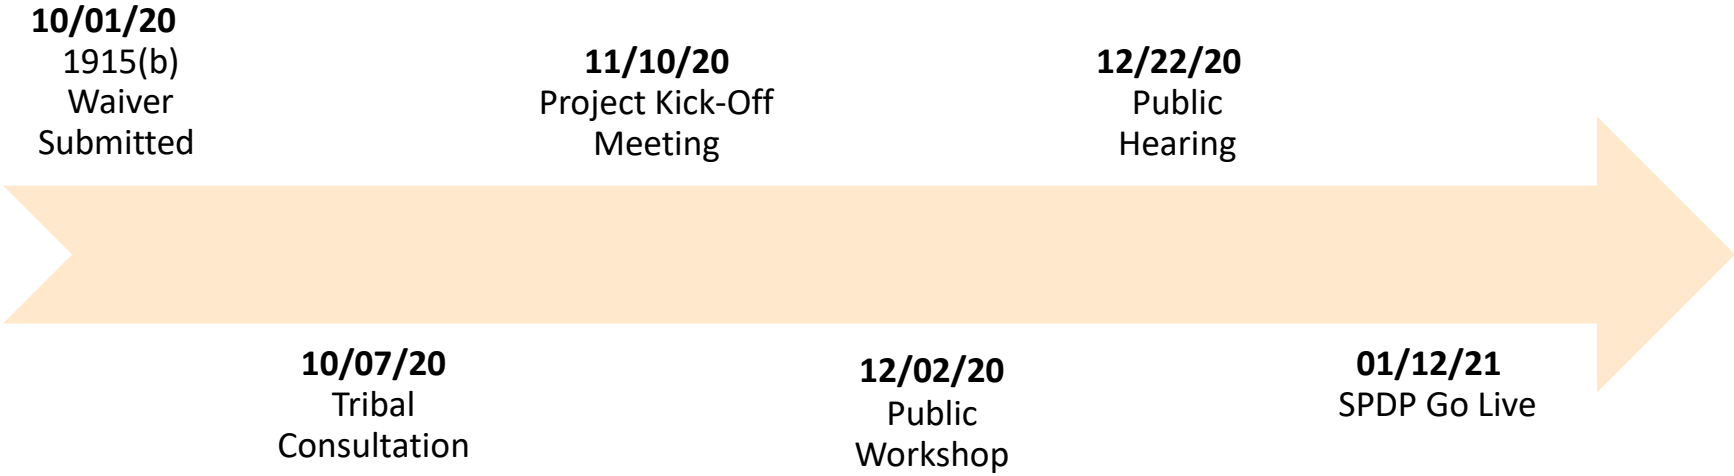 10/01/20
1915(b)
Waiver
Submitted
10/07/20
Tribal
Consultation
11/10/20
Project Kick-Off
Meeting
12/02/20
Public
Workshop
12/22/20
Public
Hearing
01/12/21
SPDP Go Live